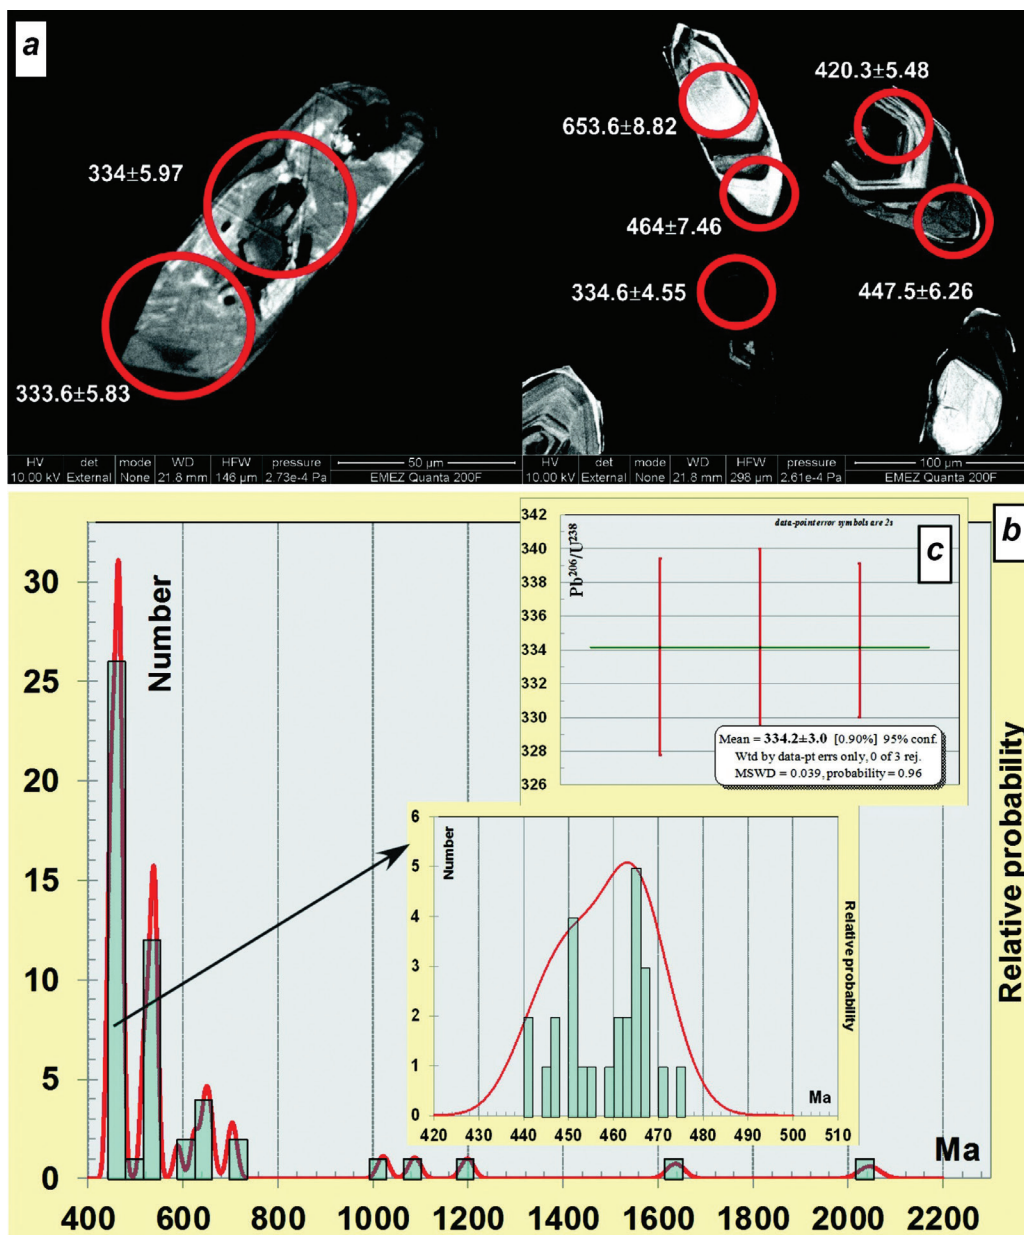 a
334±5.97
333.6±5.83
HV det mode WD HFW pressure 50 µm
10.00 kV External None 21.8 mm 146 µm 2.73e-4 Pa EMEZ Quanta 200F
420.3±5.48
653.6±8.82
464±7.46
334.6±4.55
447.5±6.26
HV det mode WD HFW pressure 100 µm
10.00 kV External None 21.8 mm 298 µm 2.61e-4 Pa EMEZ Quanta 200F
b
Number
30
25
20
15
10
5
0
400 600 800 1000 1200 1400 1600 1800 2000 2200
Ma
Relative probability
c
data-pointerror symbols are 2s
Pb206/U238
342
340
338
336
334
332
330
328
326
Mean = 334.2±3.0 [0.90%] 95% conf.
Wtd by data-pt errs only, 0 of 3 rej.
MSWD = 0.039, probability = 0.96
Number
6
5
4
3
2
1
0
420 430 440 450 460 470 480 490 500 510
Ma
Relative probability